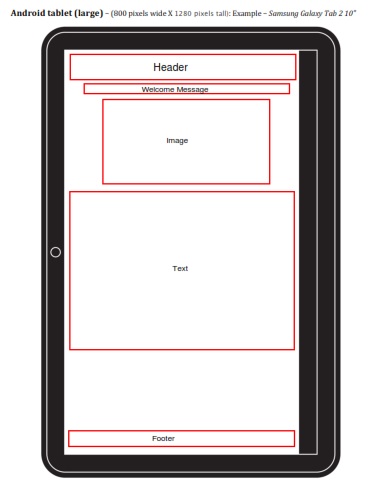 Android tablet (large) – (800 pixels wide X 1280 pixels tall): Example – Samsung Galaxy Tab 2 10"
Header
Welcome Message
Image
Text
Footer